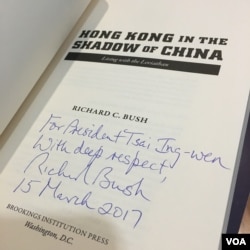 HONG KONG IN THE
SHADOW OF CHINA
Living with the Leviathan
RICHARD C. BUSH
For President Tsai Ing-wen
With deep respect,
Richard Bush
15 March 2017
BROOKINGS INSTITUTION PRESS
Washington, D.C.
VOA